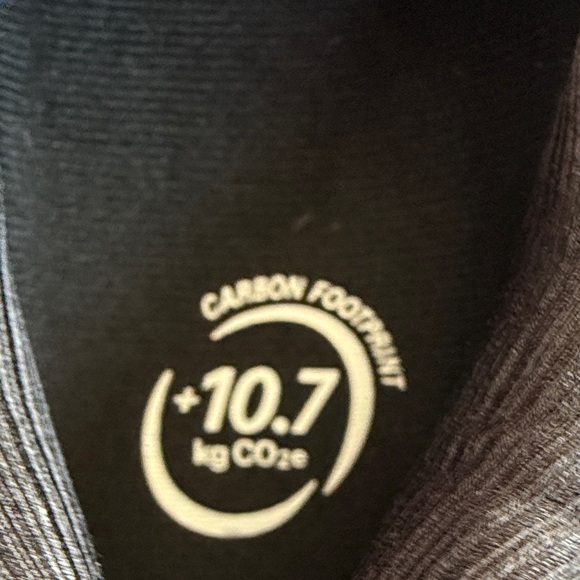 CARBON FOOTPRINT
+10.7
kg CO₂e